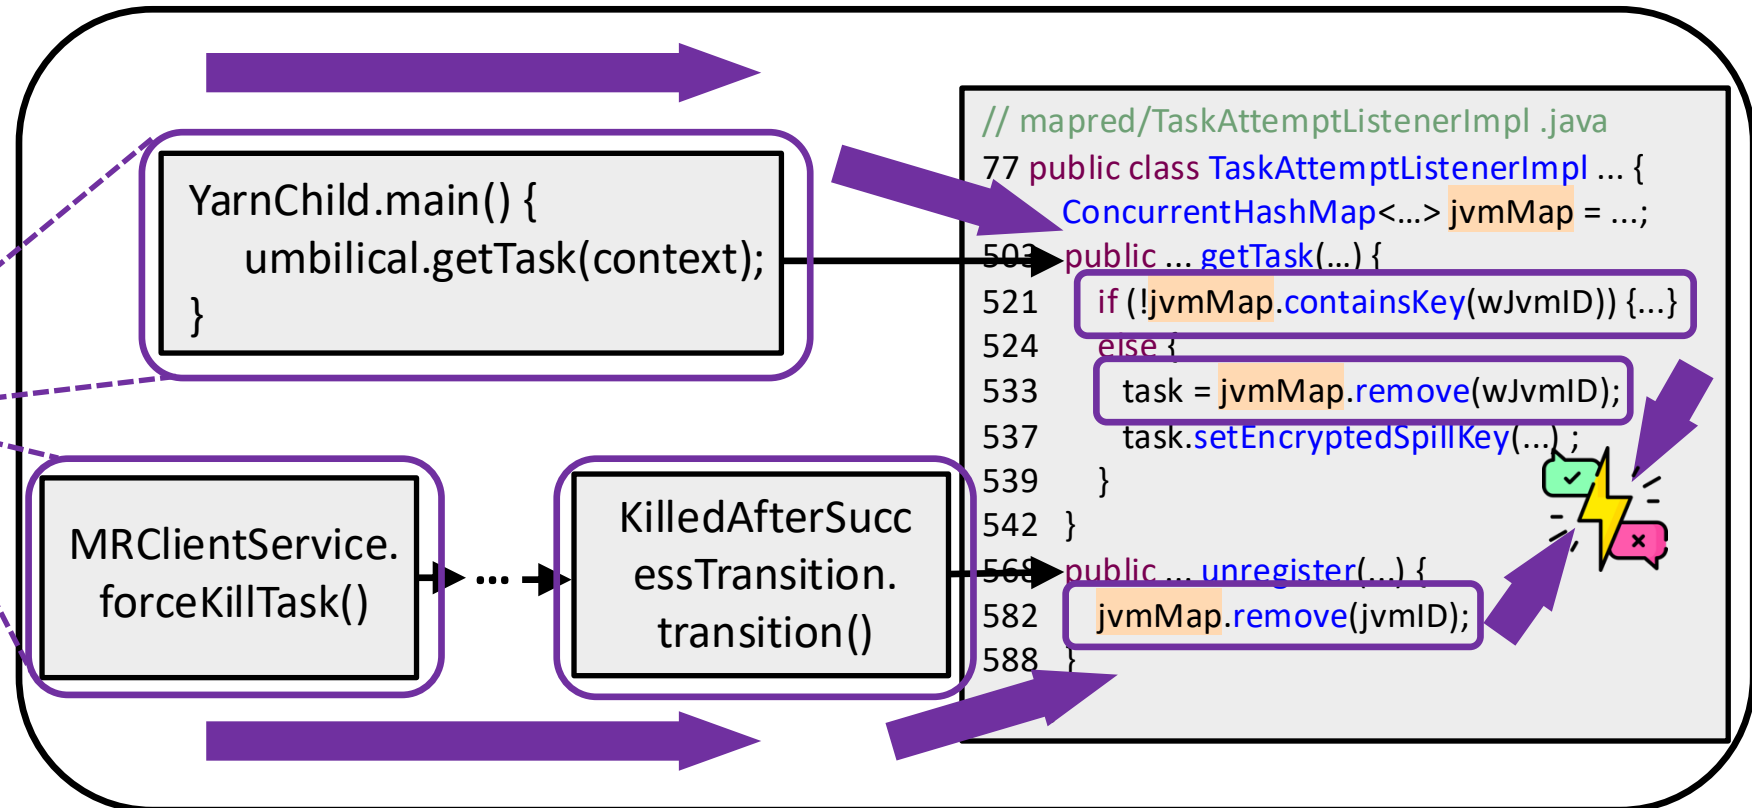 YarnChild.main() {
umbilical.getTask(context);
}
MRClientService.
forceKillTask()
...
KilledAfterSucc
essTransition.
transition()
// mapred/TaskAttemptListenerImpl .java
77 public class TaskAttemptListenerImpl ... {
ConcurrentHashMap<...> jvmMap = ...;
503 public ... getTask(...) {
521 if (!jvmMap.containsKey(wJvmID)) {...}
524 else {
533 task = jvmMap.remove(wJvmID);
537 task.setEncryptedSpillKey(...) ;
539 }
542 }
568 public ... unregister(...) {
582 jvmMap.remove(jvmID);
588 }